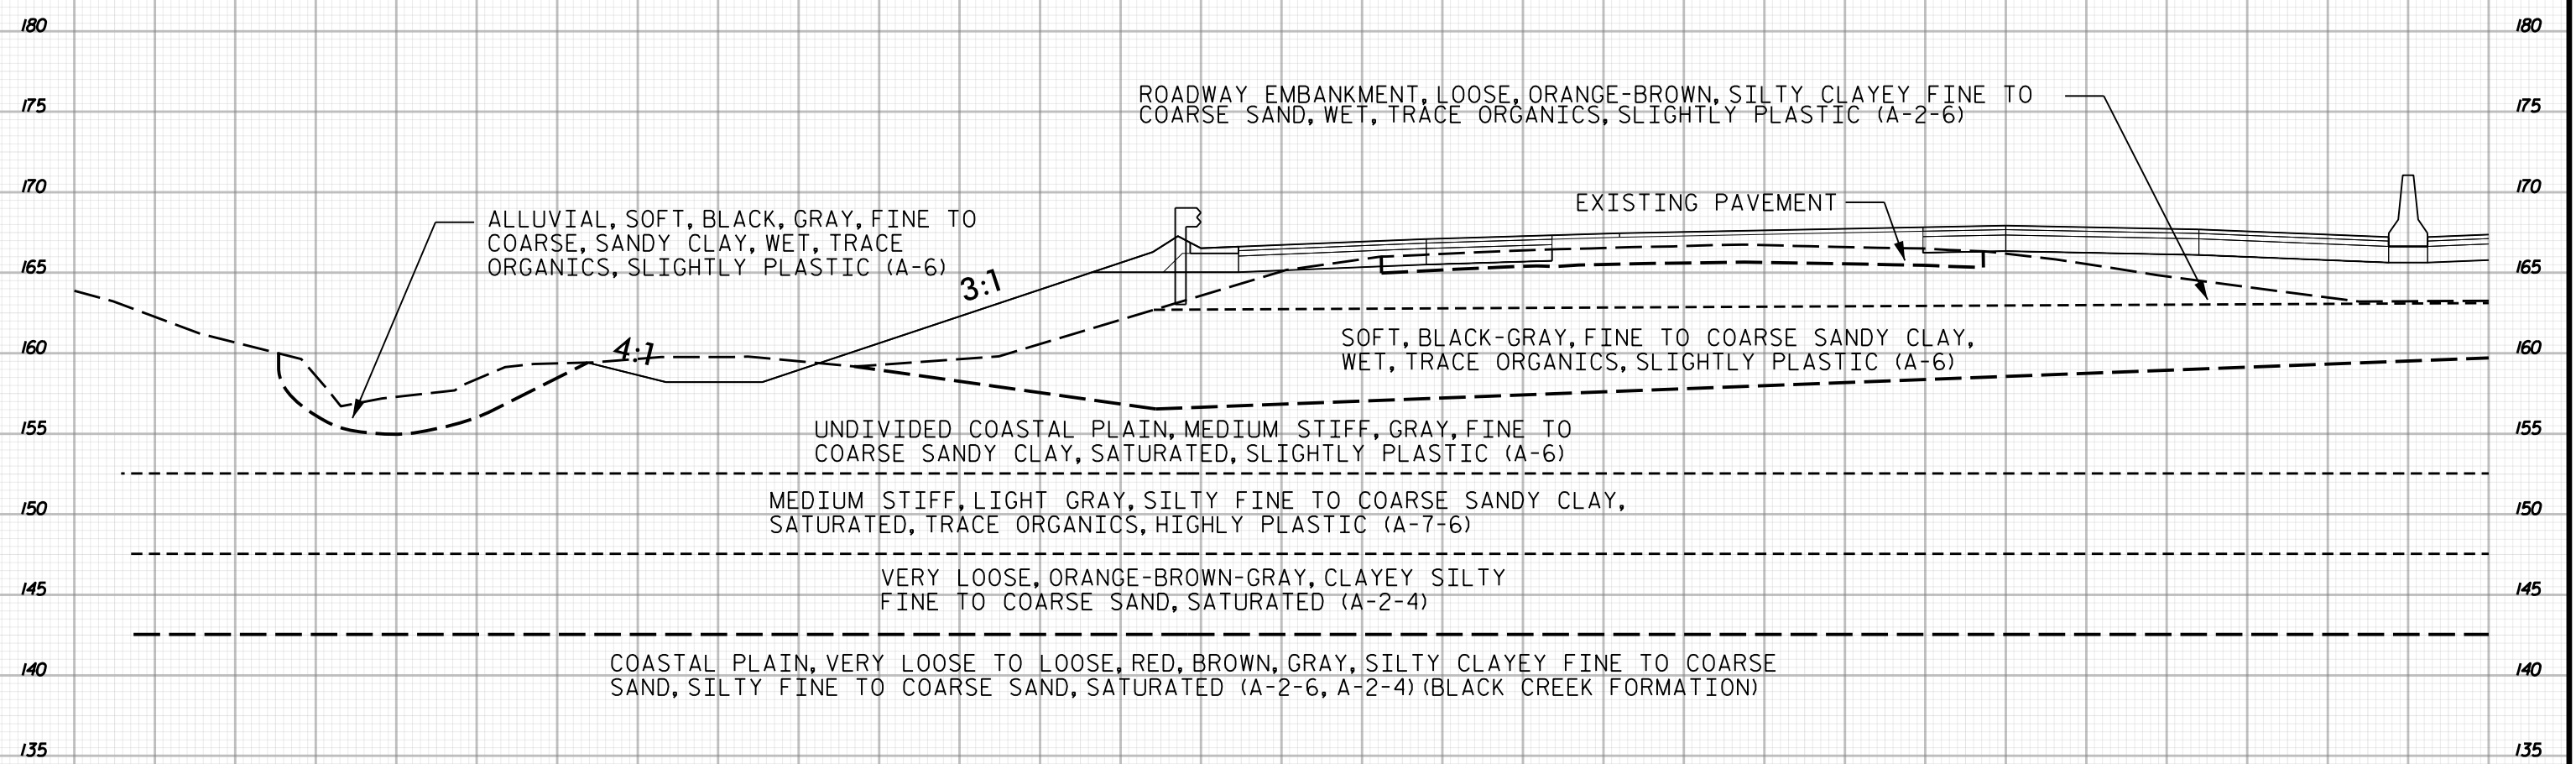 180 180
ROADWAY EMBANKMENT, LOOSE, ORANGE-BROWN, SILTY CLAYEY FINE TO
175 175
COARSE SAND, WET, TRACE ORGANICS, SLIGHTLY PLASTIC (A-2-6)
170 170
EXISTING PAVEMENT
ALLUVIAL, SOFT, BLACK, GRAY, FINE TO
COARSE, SANDY CLAY, WET, TRACE
ORGANICS, SLIGHTLY PLASTIC (A-6)
165 165
3:1
SOFT, BLACK-GRAY, FINE TO COARSE SANDY CLAY,
WET, TRACE ORGANICS, SLIGHTLY PLASTIC (A-6)
160 160
4:1
155 155
UNDIVIDED COASTAL PLAIN, MEDIUM STIFF, GRAY, FINE TO
COARSE SANDY CLAY, SATURATED, SLIGHTLY PLASTIC (A-6)
MEDIUM STIFF, LIGHT GRAY, SILTY FINE TO COARSE SANDY CLAY,
SATURATED, TRACE ORGANICS, HIGHLY PLASTIC (A-7-6)
150 150
VERY LOOSE, ORANGE-BROWN-GRAY, CLAYEY SILTY
FINE TO COARSE SAND, SATURATED (A-2-4)
145 145
COASTAL PLAIN, VERY LOOSE TO LOOSE, RED, BROWN, GRAY, SILTY CLAYEY FINE TO COARSE
SAND, SILTY FINE TO COARSE SAND, SATURATED (A-2-6, A-2-4) (BLACK CREEK FORMATION)
140 140
135 135